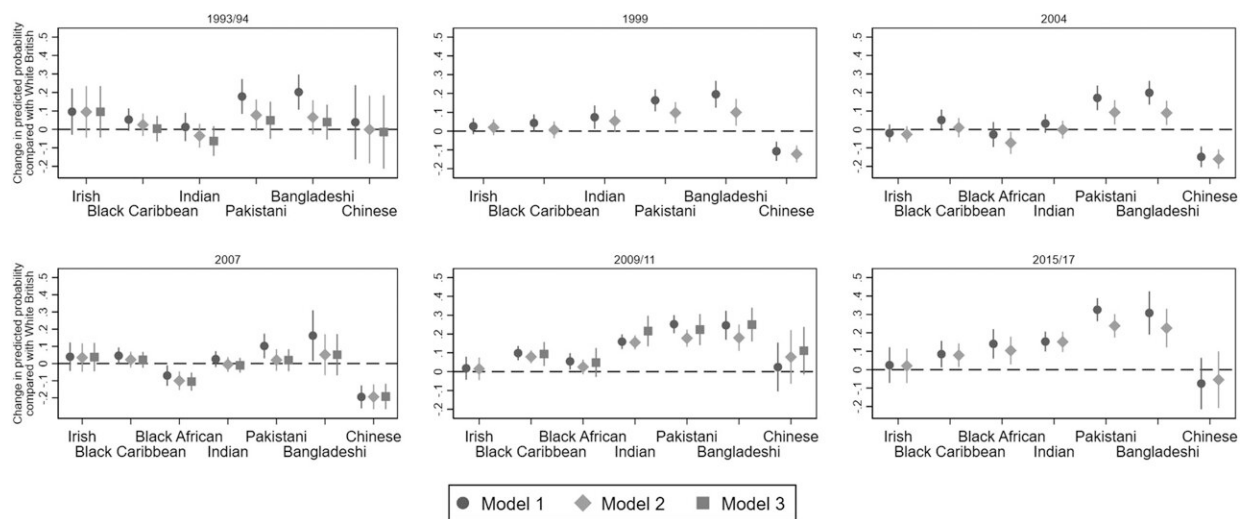 1993/94
Change in predicted probability
compared with White British
.5
.4
.3
.2
.1
0
-.1
-.2
Irish
Black Caribbean
Indian
Pakistani
Bangladeshi
Chinese
1999
.5
.4
.3
.2
.1
0
-.1
-.2
Irish
Black Caribbean
Indian
Pakistani
Bangladeshi
Chinese
2004
.5
.4
.3
.2
.1
0
-.1
-.2
Irish
Black Caribbean
Black African
Indian
Pakistani
Bangladeshi
Chinese
2007
Change in predicted probability
compared with White British
.5
.4
.3
.2
.1
0
-.1
-.2
Irish
Black Caribbean
Black African
Indian
Pakistani
Bangladeshi
Chinese
2009/11
.5
.4
.3
.2
.1
0
-.1
-.2
Irish
Black Caribbean
Black African
Indian
Pakistani
Bangladeshi
Chinese
2015/17
.5
.4
.3
.2
.1
0
-.1
-.2
Irish
Black Caribbean
Black African
Indian
Pakistani
Bangladeshi
Chinese
Model 1 Model 2 Model 3